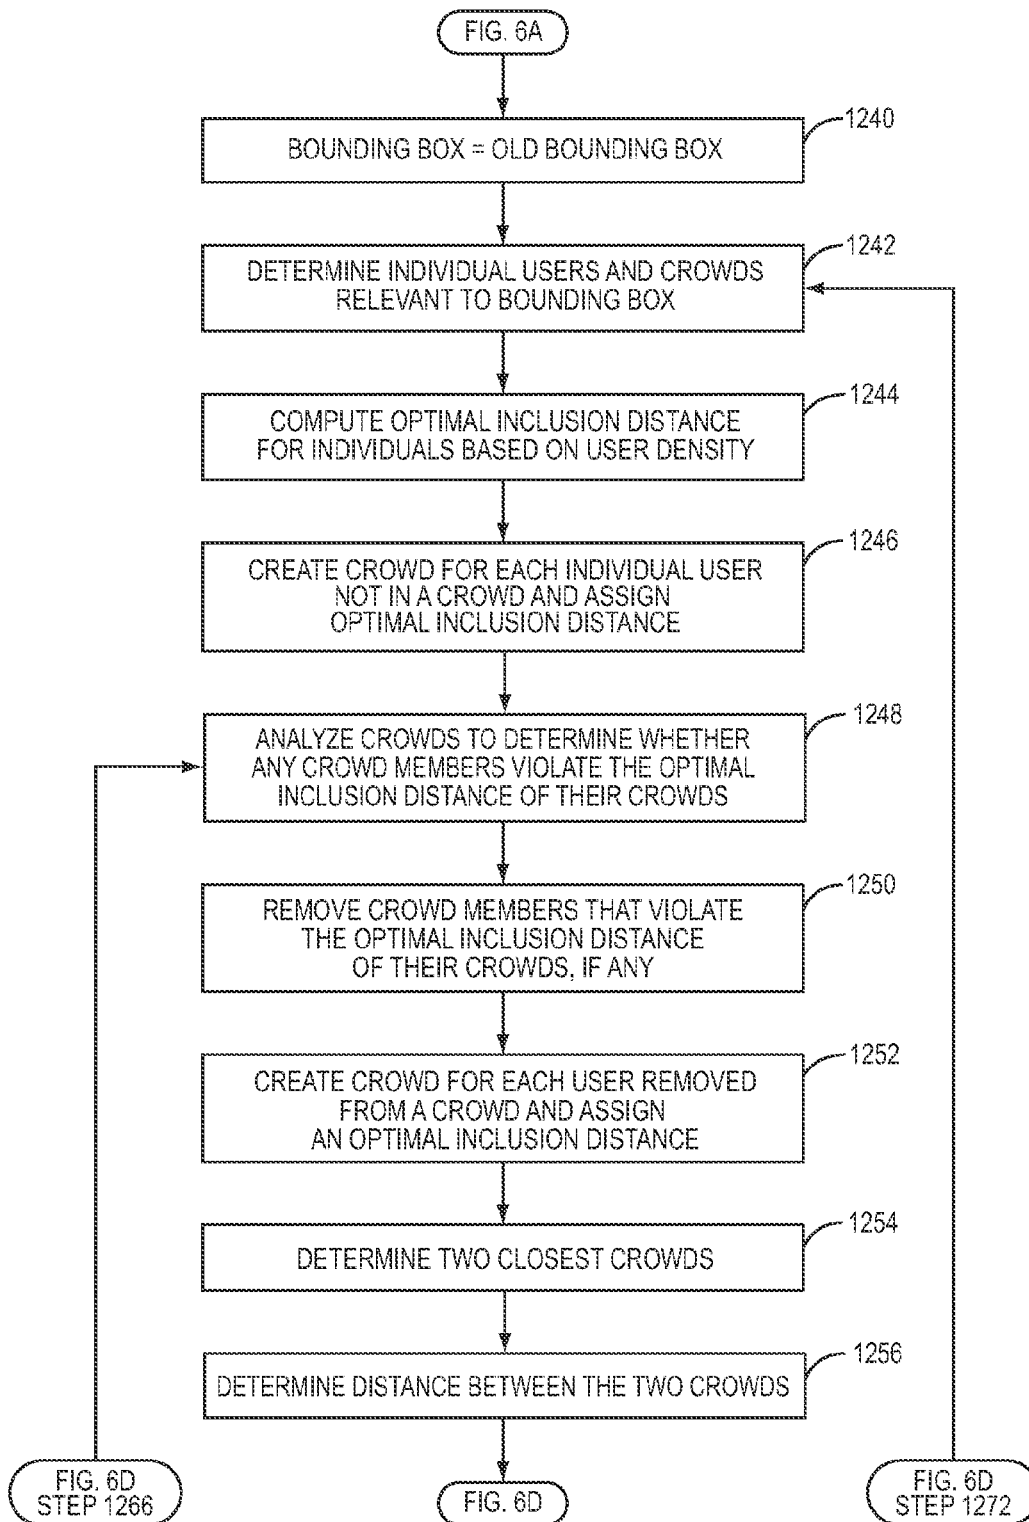 FIG. 6A
1240
BOUNDING BOX = OLD BOUNDING BOX
1242
DETERMINE INDIVIDUAL USERS AND CROWDS
RELEVANT TO BOUNDING BOX
1244
COMPUTE OPTIMAL INCLUSION DISTANCE
FOR INDIVIDUALS BASED ON USER DENSITY
1246
CREATE CROWD FOR EACH INDIVIDUAL USER
NOT IN A CROWD AND ASSIGN
OPTIMAL INCLUSION DISTANCE
1248
ANALYZE CROWDS TO DETERMINE WHETHER
ANY CROWD MEMBERS VIOLATE THE OPTIMAL
INCLUSION DISTANCE OF THEIR CROWDS
1250
REMOVE CROWD MEMBERS THAT VIOLATE
THE OPTIMAL INCLUSION DISTANCE
OF THEIR CROWDS, IF ANY
1252
CREATE CROWD FOR EACH USER REMOVED
FROM A CROWD AND ASSIGN
AN OPTIMAL INCLUSION DISTANCE
1254
DETERMINE TWO CLOSEST CROWDS
1256
DETERMINE DISTANCE BETWEEN THE TWO CROWDS
FIG. 6D
STEP 1266
FIG. 6D
FIG. 6D
STEP 1272